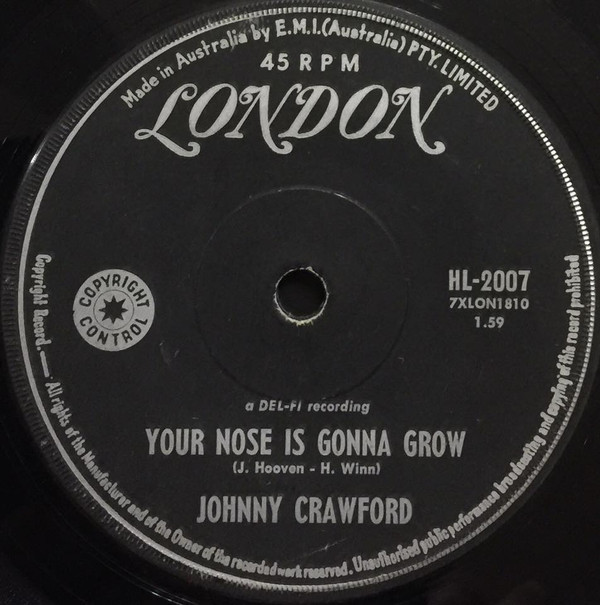 Made in Australia by E.M.I.(Australia) PTY. LIMITED
45 RPM
LONDON
COPYRIGHT
CONTROL
HL-2007
7XLON1810
1.59
a DEL-FI recording
YOUR NOSE IS GONNA GROW
(J. Hooven - H. Winn)
JOHNNY CRAWFORD
Copyright Record. — All rights of the Manufacturer and of the Owner of the recorded work reserved. Unauthorised public performance broadcasting and copying of this record prohibited